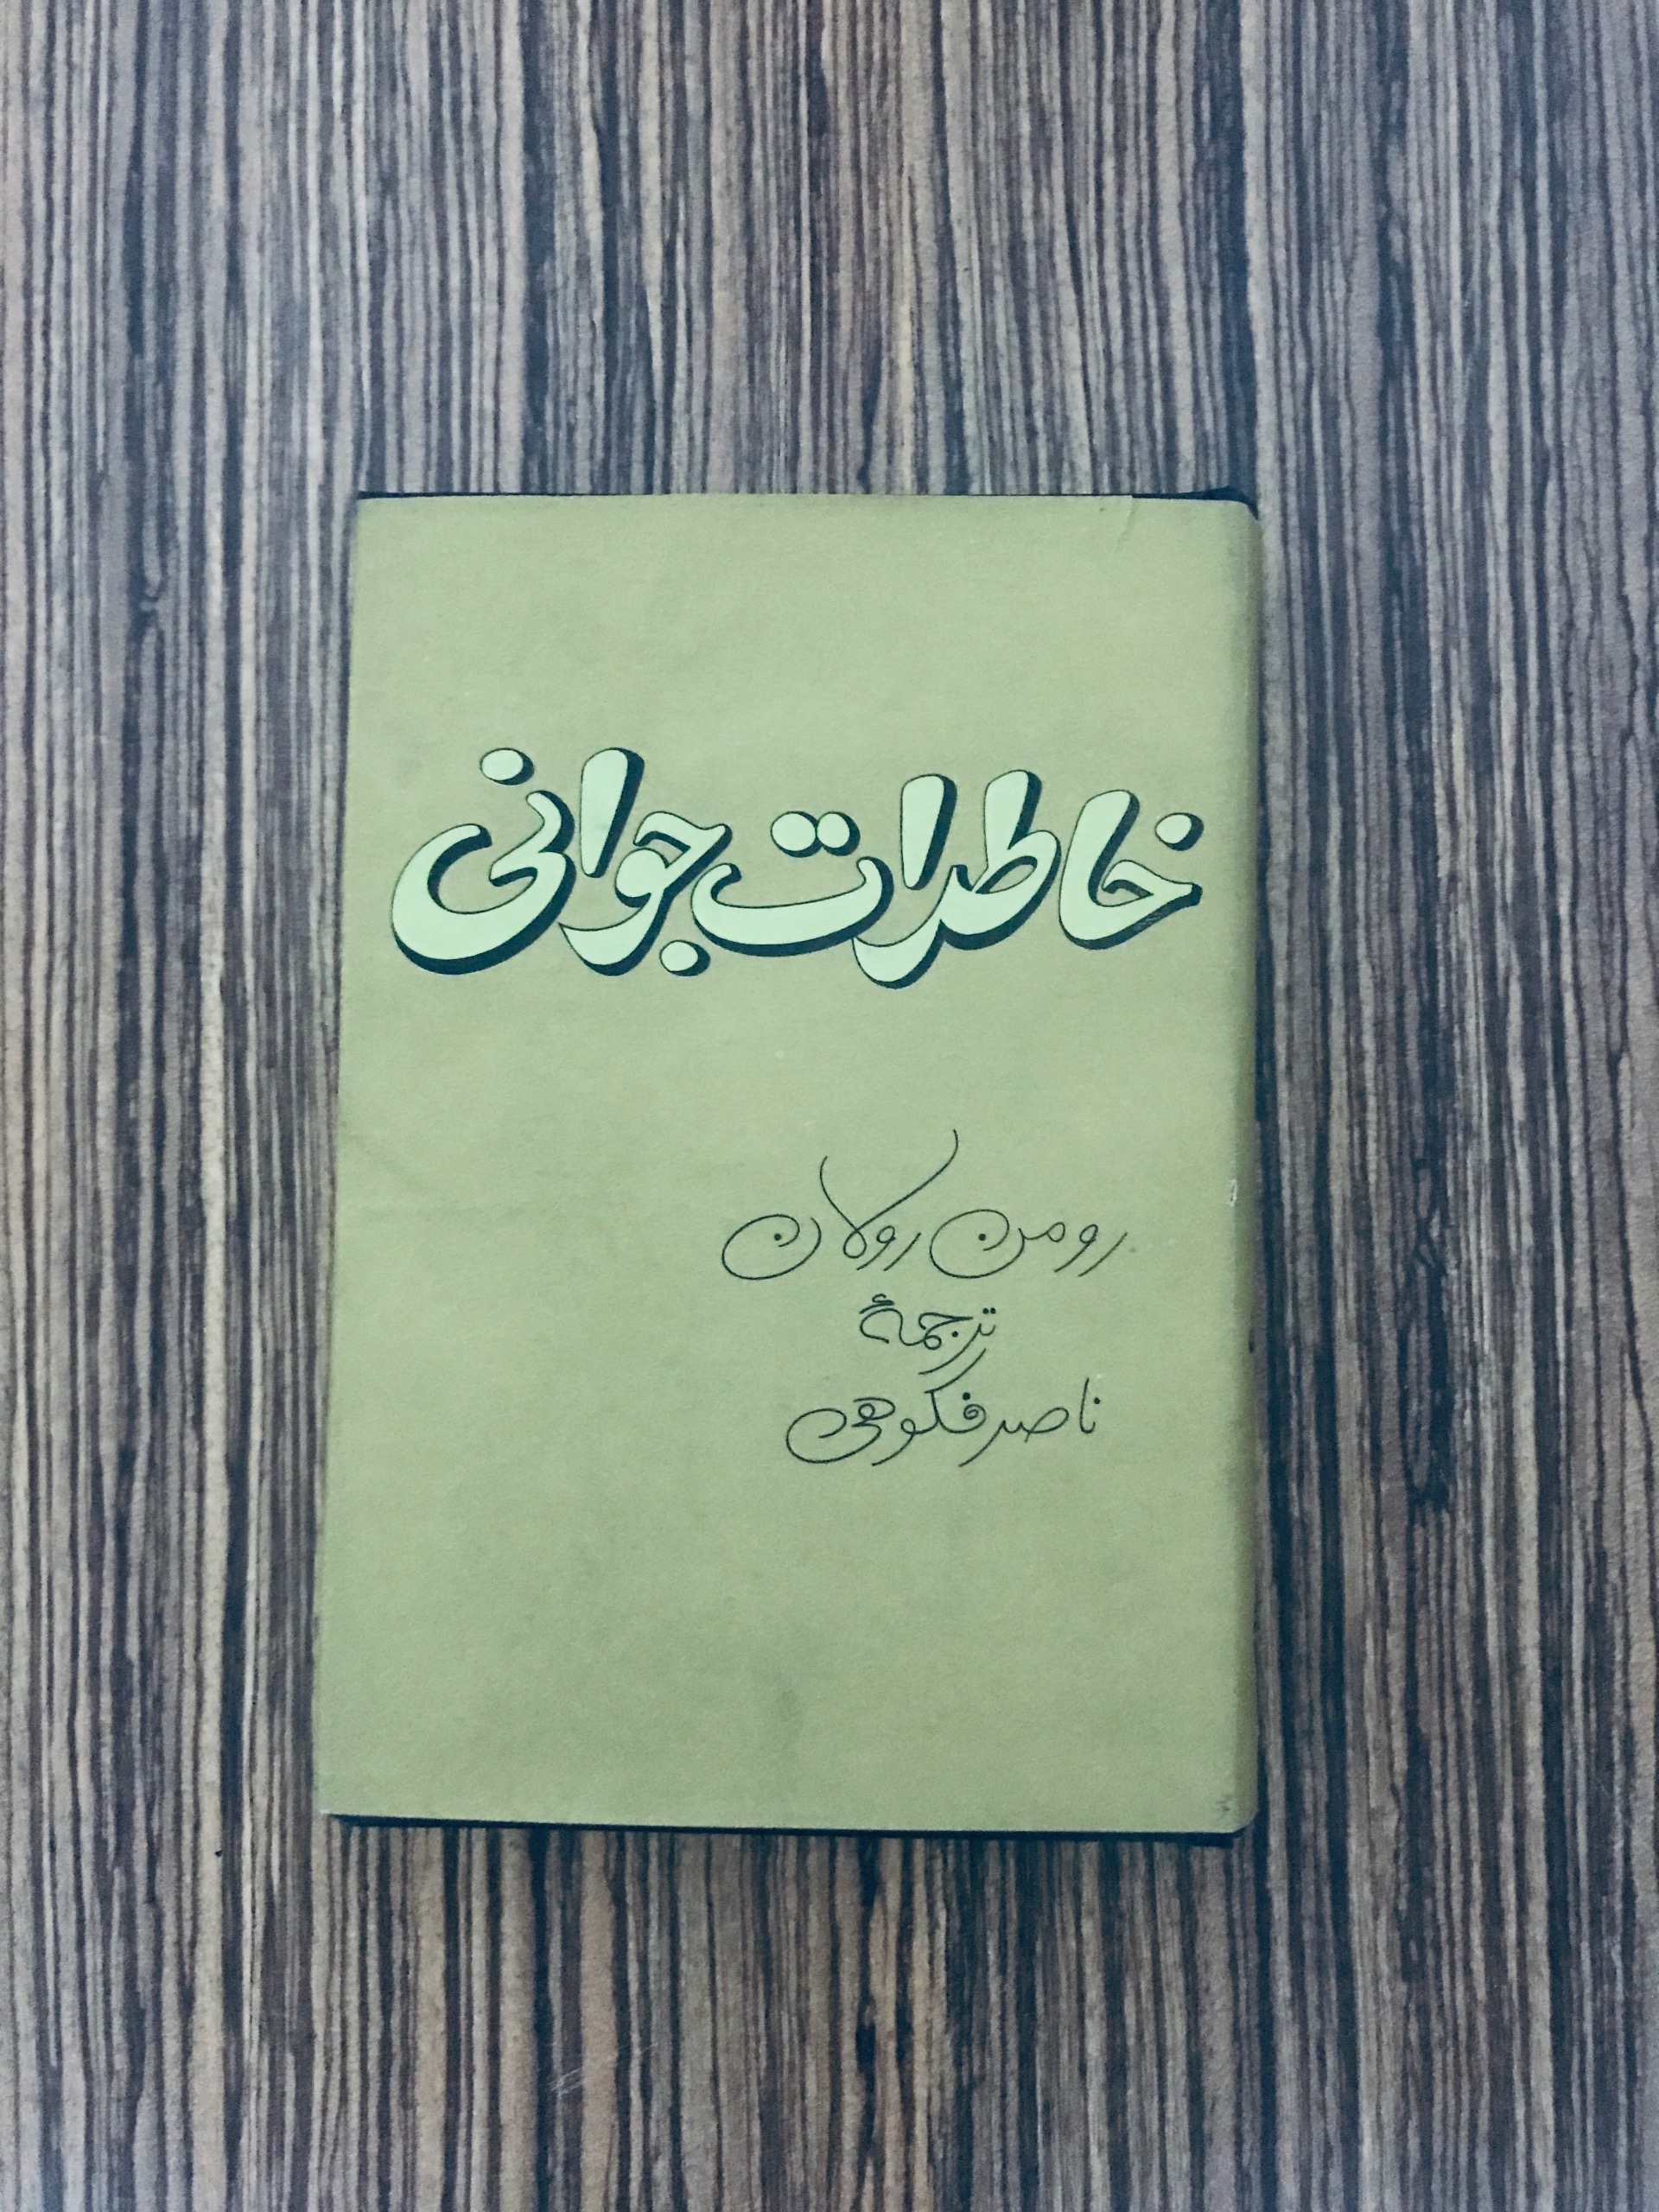 خاطرات جوانی
رومن رولان
ترجمهٔ
ناصر فکوهی